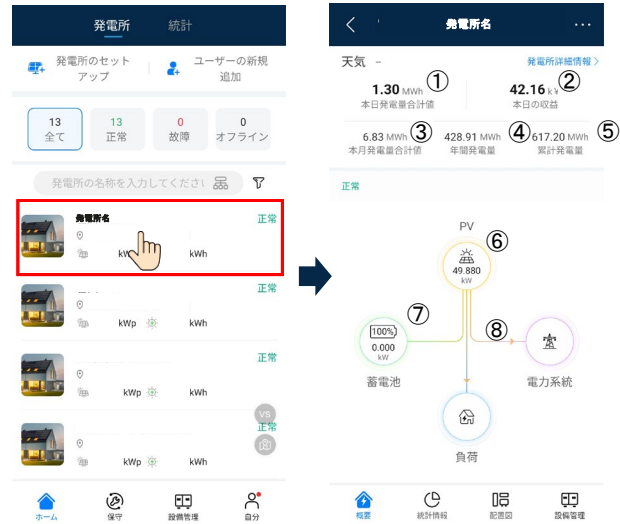 発電所 統計
発電所のセット
アップ
ユーザーの新規
追加
13
全て
13
正常
0
故障
0
オフライン
発電所の名称を入力してください
発電所名
正常
kWh
正常
kWp kWh
正常
kWp kWh
VS
正常
kWp kWh
ホーム 保守 設備管理 自分
発電所名
天気 -
発電所詳細情報
1.30 MWh ①
本日発電量合計値
42.16 k¥ ②
本日の収益
6.83 MWh ③
本月発電量合計値
428.91 MWh ④
年間発電量
617.20 MWh ⑤
累計発電量
正常
PV
⑥
49.880
kW
⑦
100%
0.000
kW
蓄電池
⑧
電力系統
負荷
概要 統計情報 配置図 設備管理